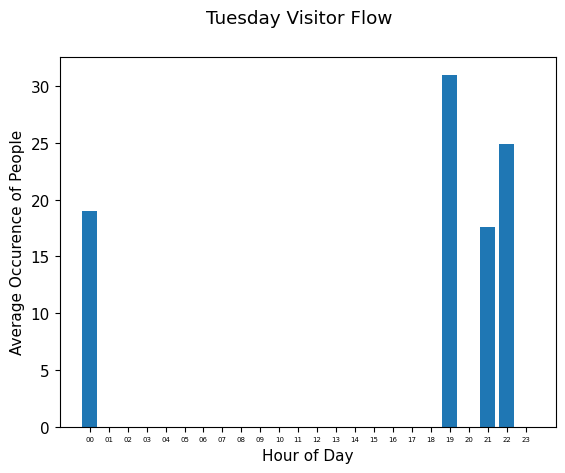 Tuesday Visitor Flow
Average Occurence of People
30
25
20
15
10
5
0
00 01 02 03 04 05 06 07 08 09 10 11 12 13 14 15 16 17 18 19 20 21 22 23
Hour of Day